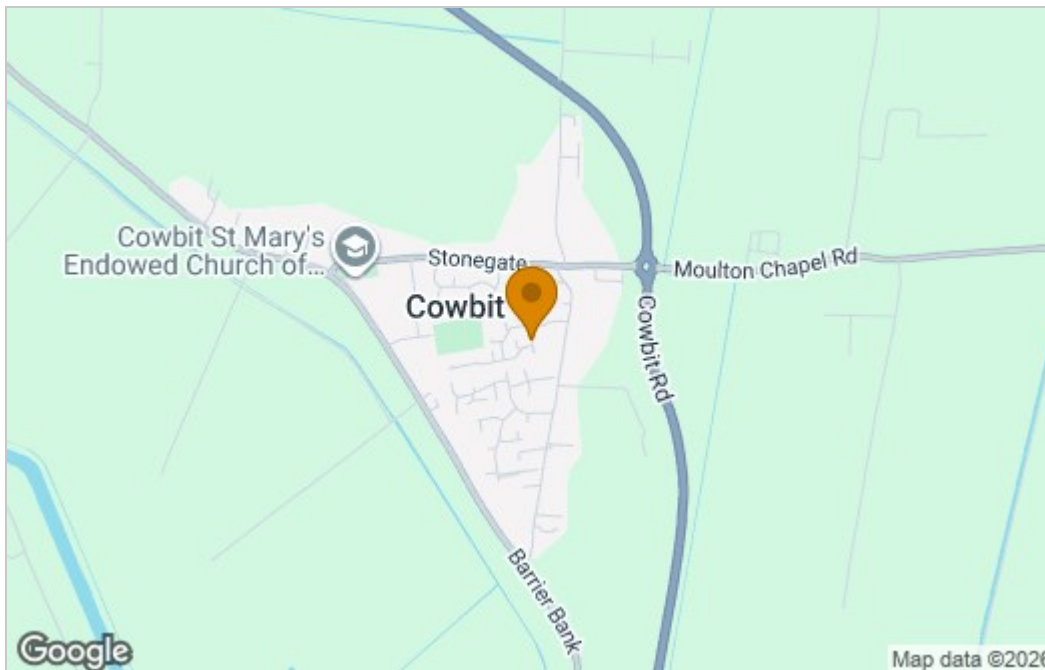 Cowbit St Mary's
Endowed Church of...
Stonegate
Moulton Chapel Rd
Cowbit
Cowbit Rd
Barrier Bank
Google
Map data ©2026